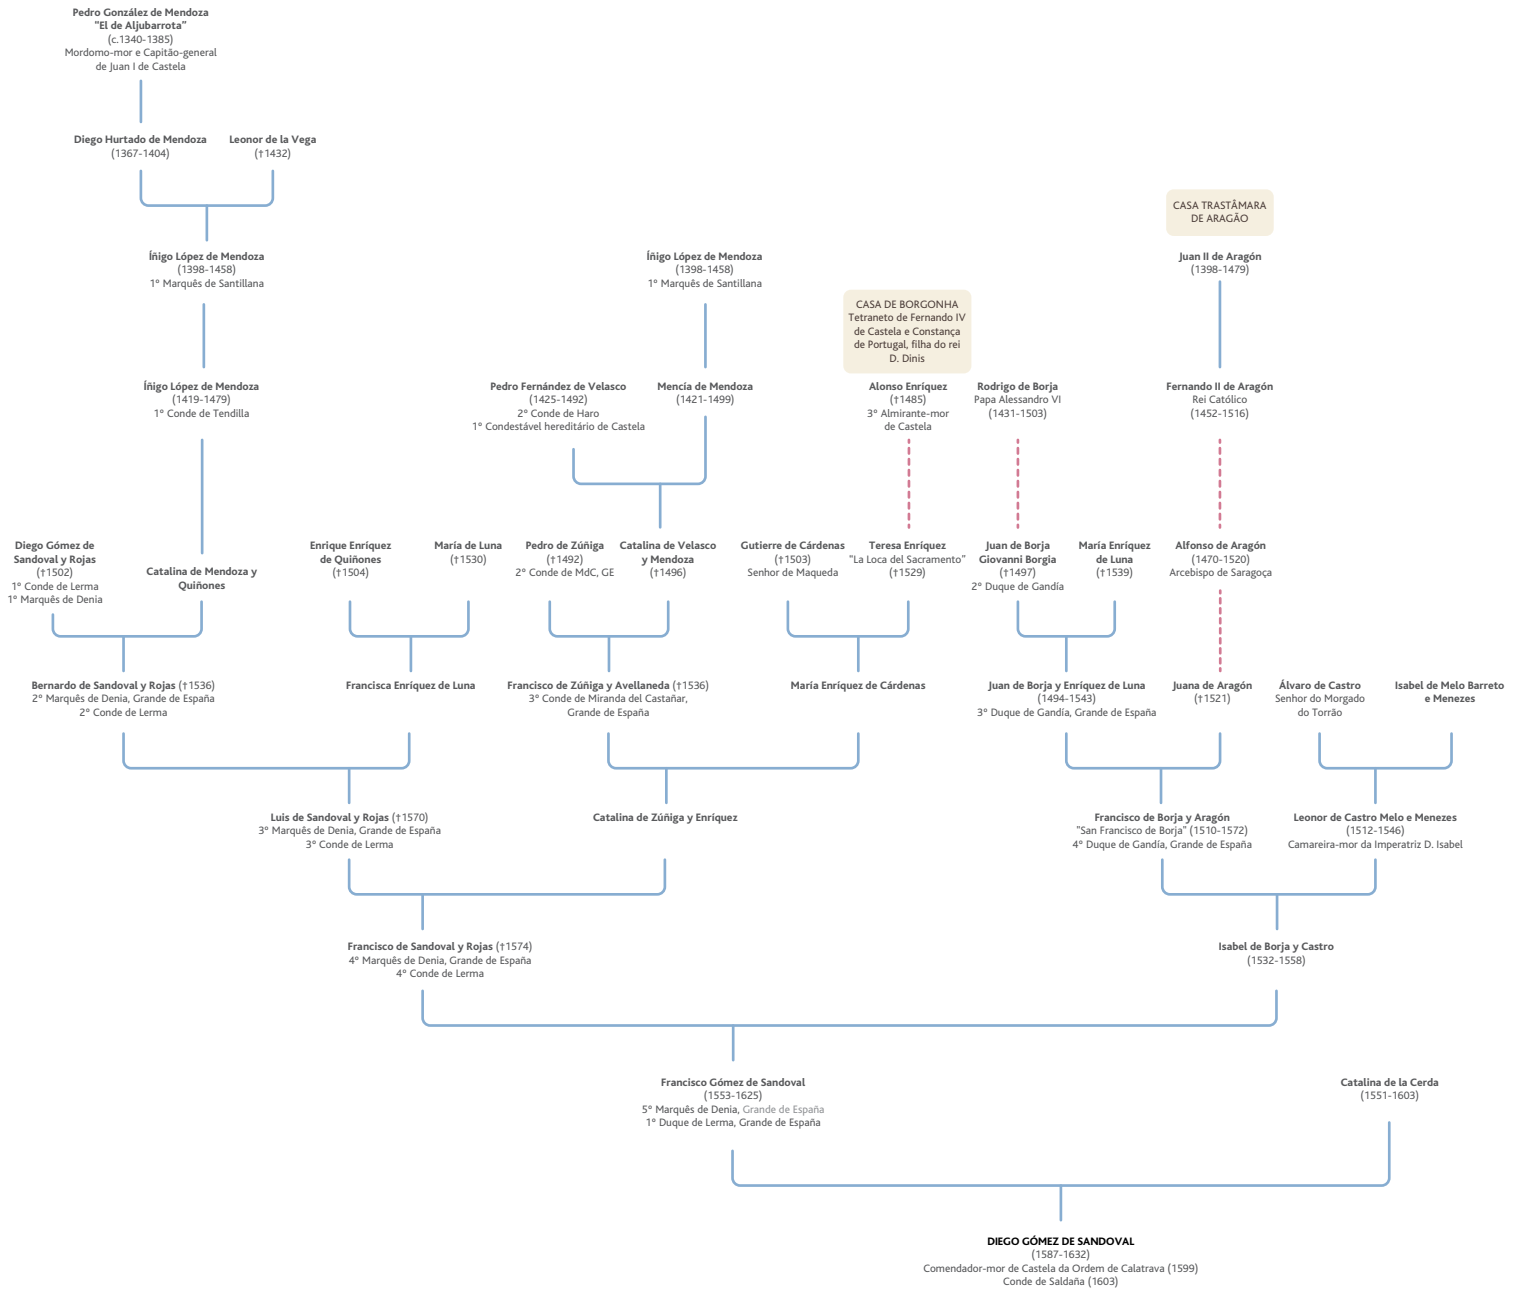 Pedro González de Mendoza
"El de Aljubarrota"
(c.1340-1385)
Mordomo-mor e Capitão-general
de Juan I de Castela
Diego Hurtado de Mendoza
(1367-1404)
Leonor de la Vega
(†1432)
CASA TRASTÂMARA
DE ARAGÃO
Íñigo López de Mendoza
(1398-1458)
1º Marquês de Santillana
Íñigo López de Mendoza
(1398-1458)
1º Marquês de Santillana
Juan II de Aragón
(1398-1479)
CASA DE BORGONHA
Tetraneto de Fernando IV
de Castela e Constança
de Portugal, filha do rei
D. Dinis
Íñigo López de Mendoza
(1419-1479)
1º Conde de Tendilla
Pedro Fernández de Velasco
(1425-1492)
2º Conde de Haro
1º Condestável hereditário de Castela
Mencía de Mendoza
(1421-1499)
Alonso Enríquez
(†1485)
3º Almirante-mor
de Castela
Rodrigo de Borja
Papa Alessandro VI
(1431-1503)
Fernando II de Aragón
Rei Católico
(1452-1516)
Diego Gómez de
Sandoval y Rojas
(†1502)
1º Conde de Lerma
1º Marquês de Denia
Catalina de Mendoza y
Quiñones
Enrique Enríquez
de Quiñones
(†1504)
María de Luna
(†1530)
Pedro de Zúñiga
(†1492)
2º Conde de MdC, GE
Catalina de Velasco
y Mendoza
(†1496)
Gutierre de Cárdenas
(†1503)
Senhor de Maqueda
Teresa Enríquez
"La Loca del Sacramento"
(†1529)
Juan de Borja
Giovanni Borgia
(†1497)
2º Duque de Gandía
María Enríquez
de Luna
(†1539)
Alfonso de Aragón
(1470-1520)
Arcebispo de Saragoça
Bernardo de Sandoval y Rojas (†1536)
2º Marquês de Denia, Grande de España
2º Conde de Lerma
Francisca Enríquez de Luna
Francisco de Zúñiga y Avellaneda (†1536)
3º Conde de Miranda del Castañar,
Grande de España
María Enríquez de Cárdenas
Juan de Borja y Enríquez de Luna
(1494-1543)
3º Duque de Gandía, Grande de España
Juana de Aragón
(†1521)
Álvaro de Castro
Senhor do Morgado
do Torrão
Isabel de Melo Barreto
e Menezes
Luis de Sandoval y Rojas (†1570)
3º Marquês de Denia, Grande de España
3º Conde de Lerma
Catalina de Zúñiga y Enríquez
Francisco de Borja y Aragón
"San Francisco de Borja" (1510-1572)
4º Duque de Gandía, Grande de España
Leonor de Castro Melo e Menezes
(1512-1546)
Camareira-mor da Imperatriz D. Isabel
Francisco de Sandoval y Rojas (†1574)
4º Marquês de Denia, Grande de España
4º Conde de Lerma
Isabel de Borja y Castro
(1532-1558)
Francisco Gómez de Sandoval
(1553-1625)
5º Marquês de Denia, Grande de España
1º Duque de Lerma, Grande de España
Catalina de la Cerda
(1551-1603)
DIEGO GÓMEZ DE SANDOVAL
(1587-1632)
Comendador-mor de Castela da Ordem de Calatrava (1599)
Conde de Saldaña (1603)